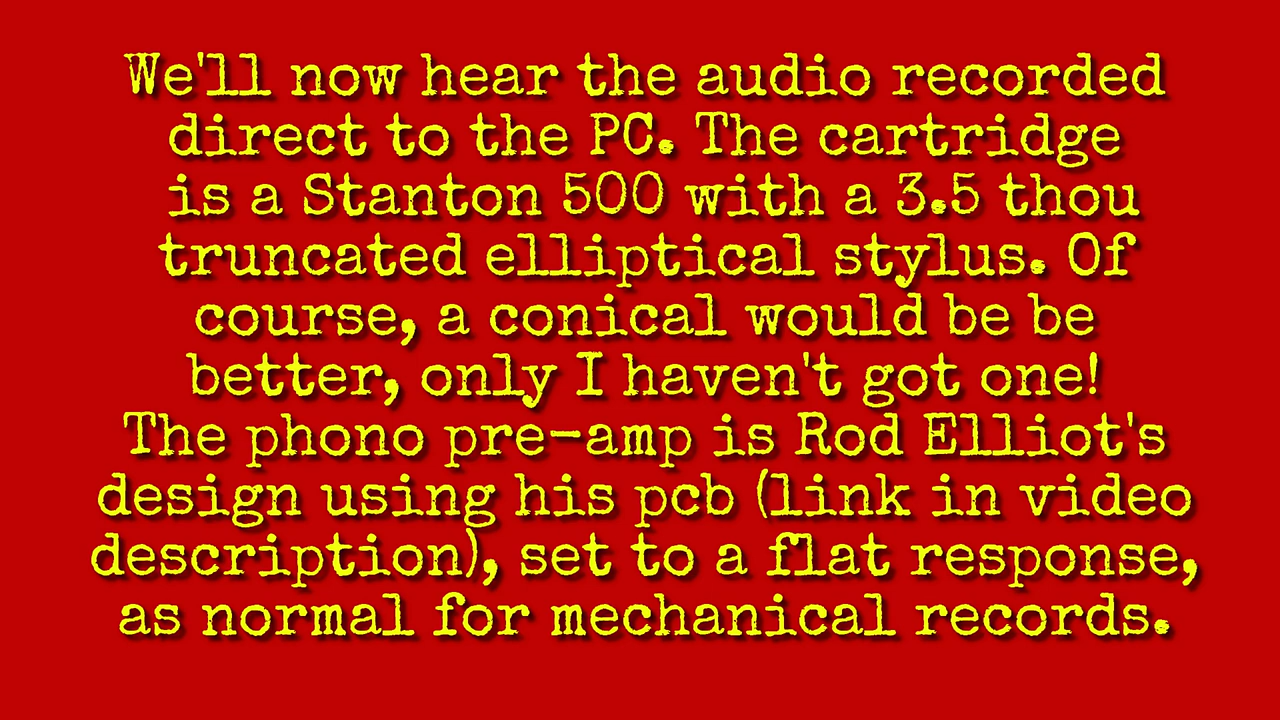 We'll now hear the audio recorded
direct to the PC. The cartridge
is a Stanton 500 with a 3.5 thou
truncated elliptical stylus. Of
course, a conical would be be
better, only I haven't got one!
The phono pre-amp is Rod Elliot's
design using his pcb (link in video
description), set to a flat response,
as normal for mechanical records.